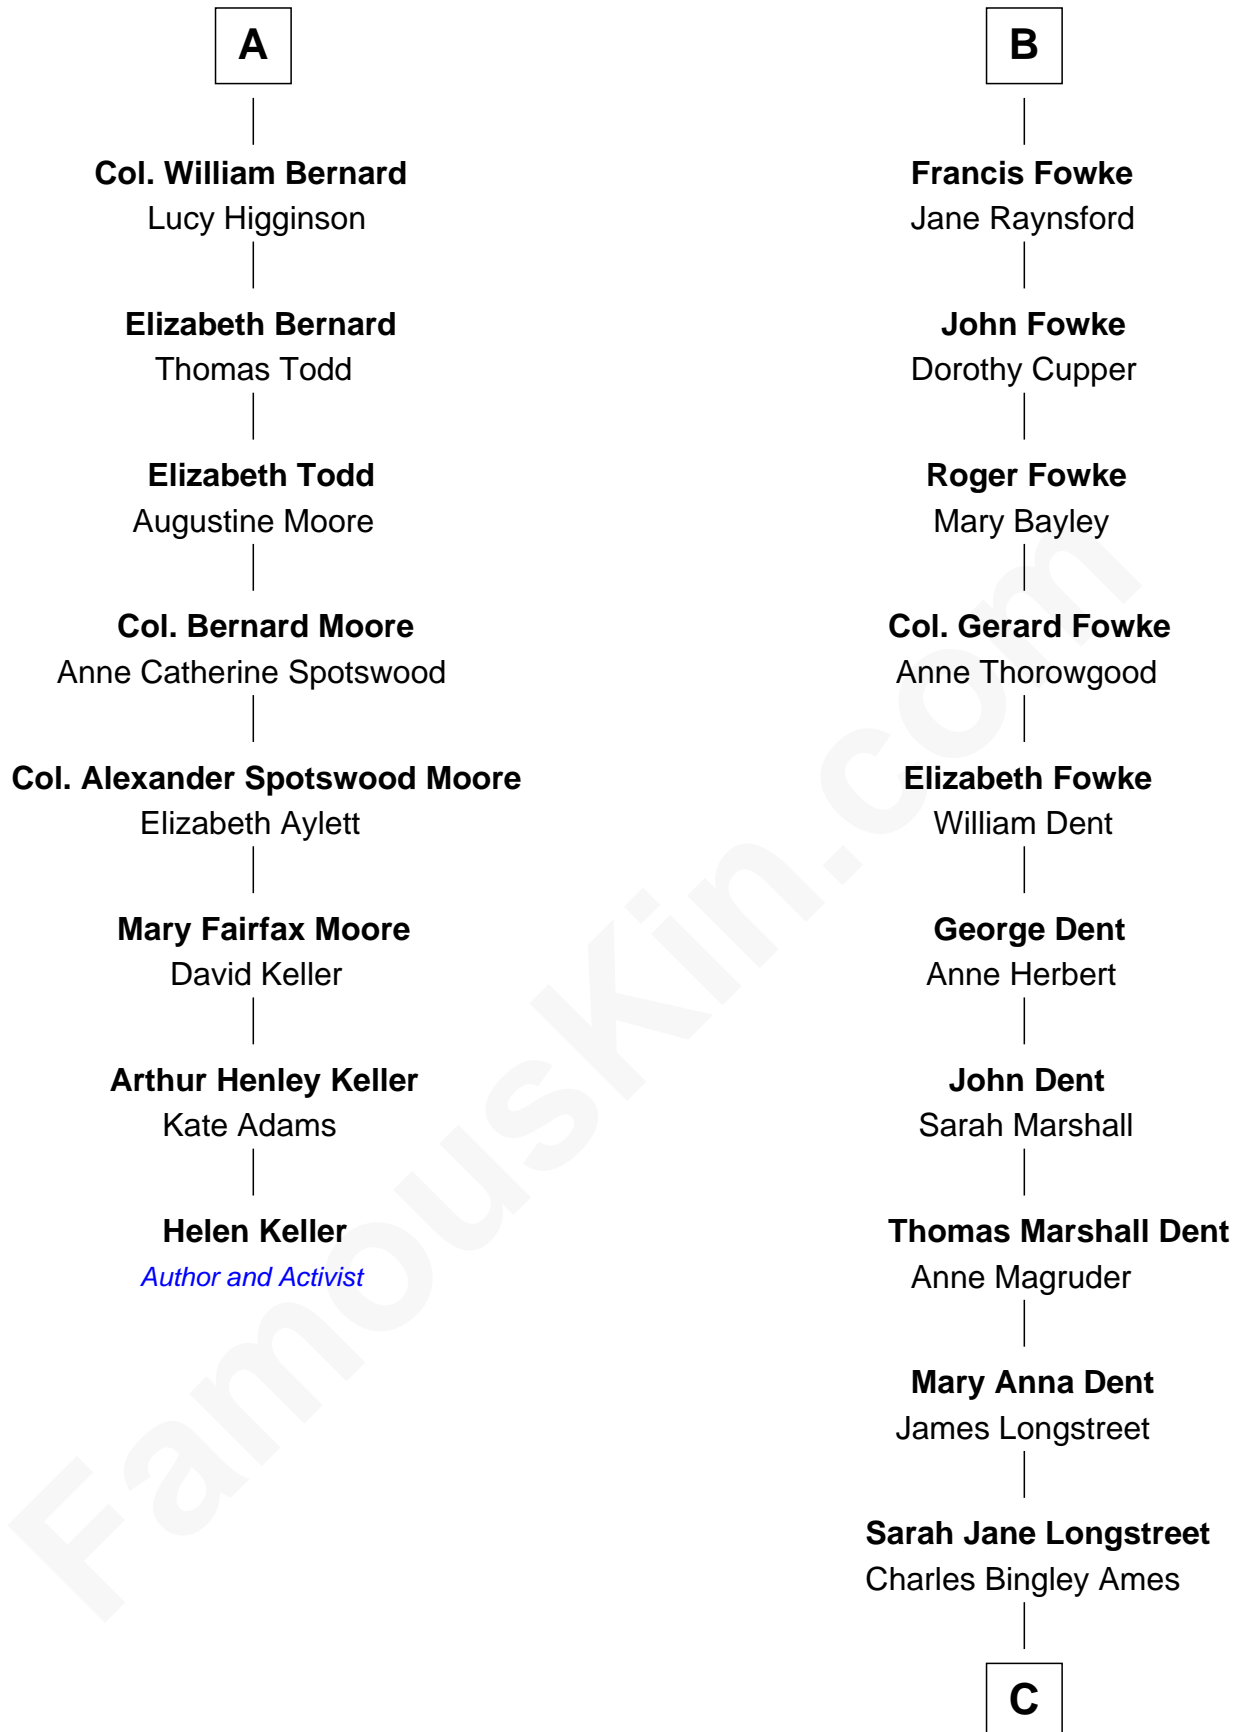 A
Col. William Bernard
Lucy Higginson
Elizabeth Bernard
Thomas Todd
Elizabeth Todd
Augustine Moore
Col. Bernard Moore
Anne Catherine Spotswood
Col. Alexander Spotswood Moore
Elizabeth Aylett
Mary Fairfax Moore
David Keller
Arthur Henley Keller
Kate Adams
Helen Keller
Author and Activist
B
Francis Fowke
Jane Raynsford
John Fowke
Dorothy Cupper
Roger Fowke
Mary Bayley
Col. Gerard Fowke
Anne Thorowgood
Elizabeth Fowke
William Dent
George Dent
Anne Herbert
John Dent
Sarah Marshall
Thomas Marshall Dent
Anne Magruder
Mary Anna Dent
James Longstreet
Sarah Jane Longstreet
Charles Bingley Ames
C
FamousKin.com